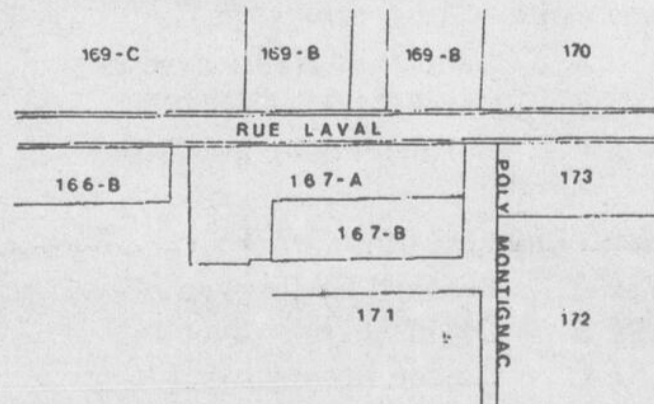 169-C 169-B 169-B 170
RUE LAVAL
166-B 167-A 173
167-B
POLY MONTIGNAC
171 172